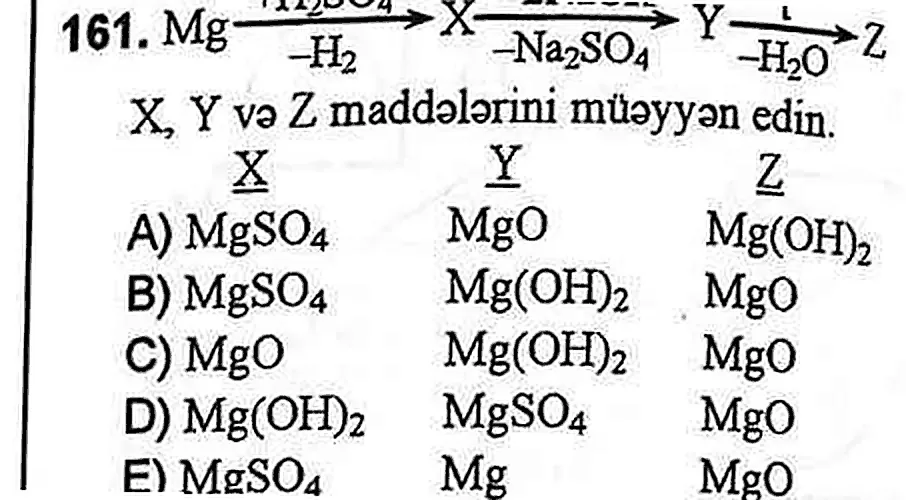 161. Mg → X → Y → Z
–H₂ –Na₂SO₄ –H₂O
X, Y və Z maddələrini müəyyən edin.
X Y Z
A) MgSO₄ MgO Mg(OH)₂
B) MgSO₄ Mg(OH)₂ MgO
C) MgO Mg(OH)₂ MgO
D) Mg(OH)₂ MgSO₄ MgO
E) MgSO₄ Mg MgO